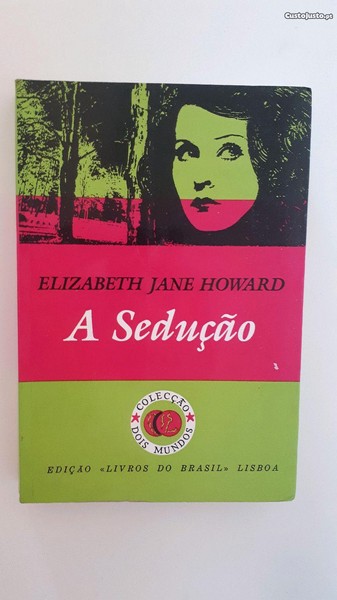 CustoJusto.pt
ELIZABETH JANE HOWARD
A Sedução
COLECÇÃO
DOIS MUNDOS
EDIÇÃO «LIVROS DO BRASIL» LISBOA